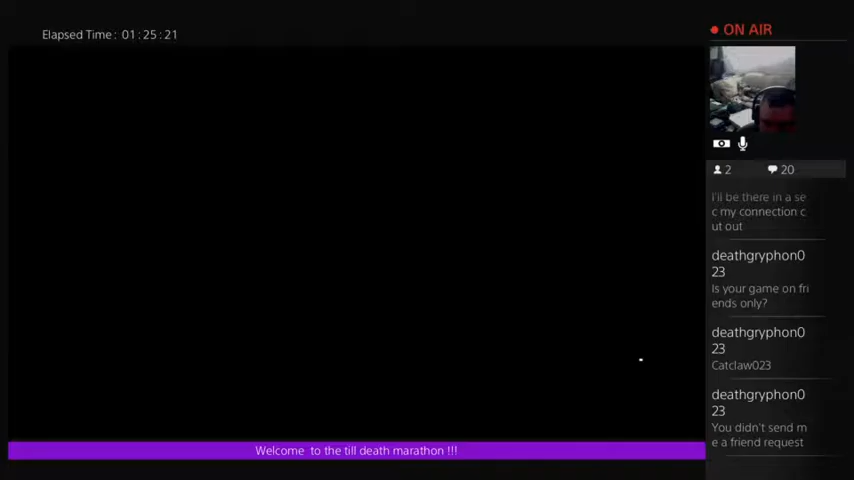 Elapsed Time: 01:25:21
ON AIR
2
20
I'll be there in a se
c my connection c
ut out
deathgryphon0
23
Is your game on fri
ends only?
deathgryphon0
23
Catclaw023
deathgryphon0
23
You didn't send m
e a friend request
Welcome to the till death marathon !!!